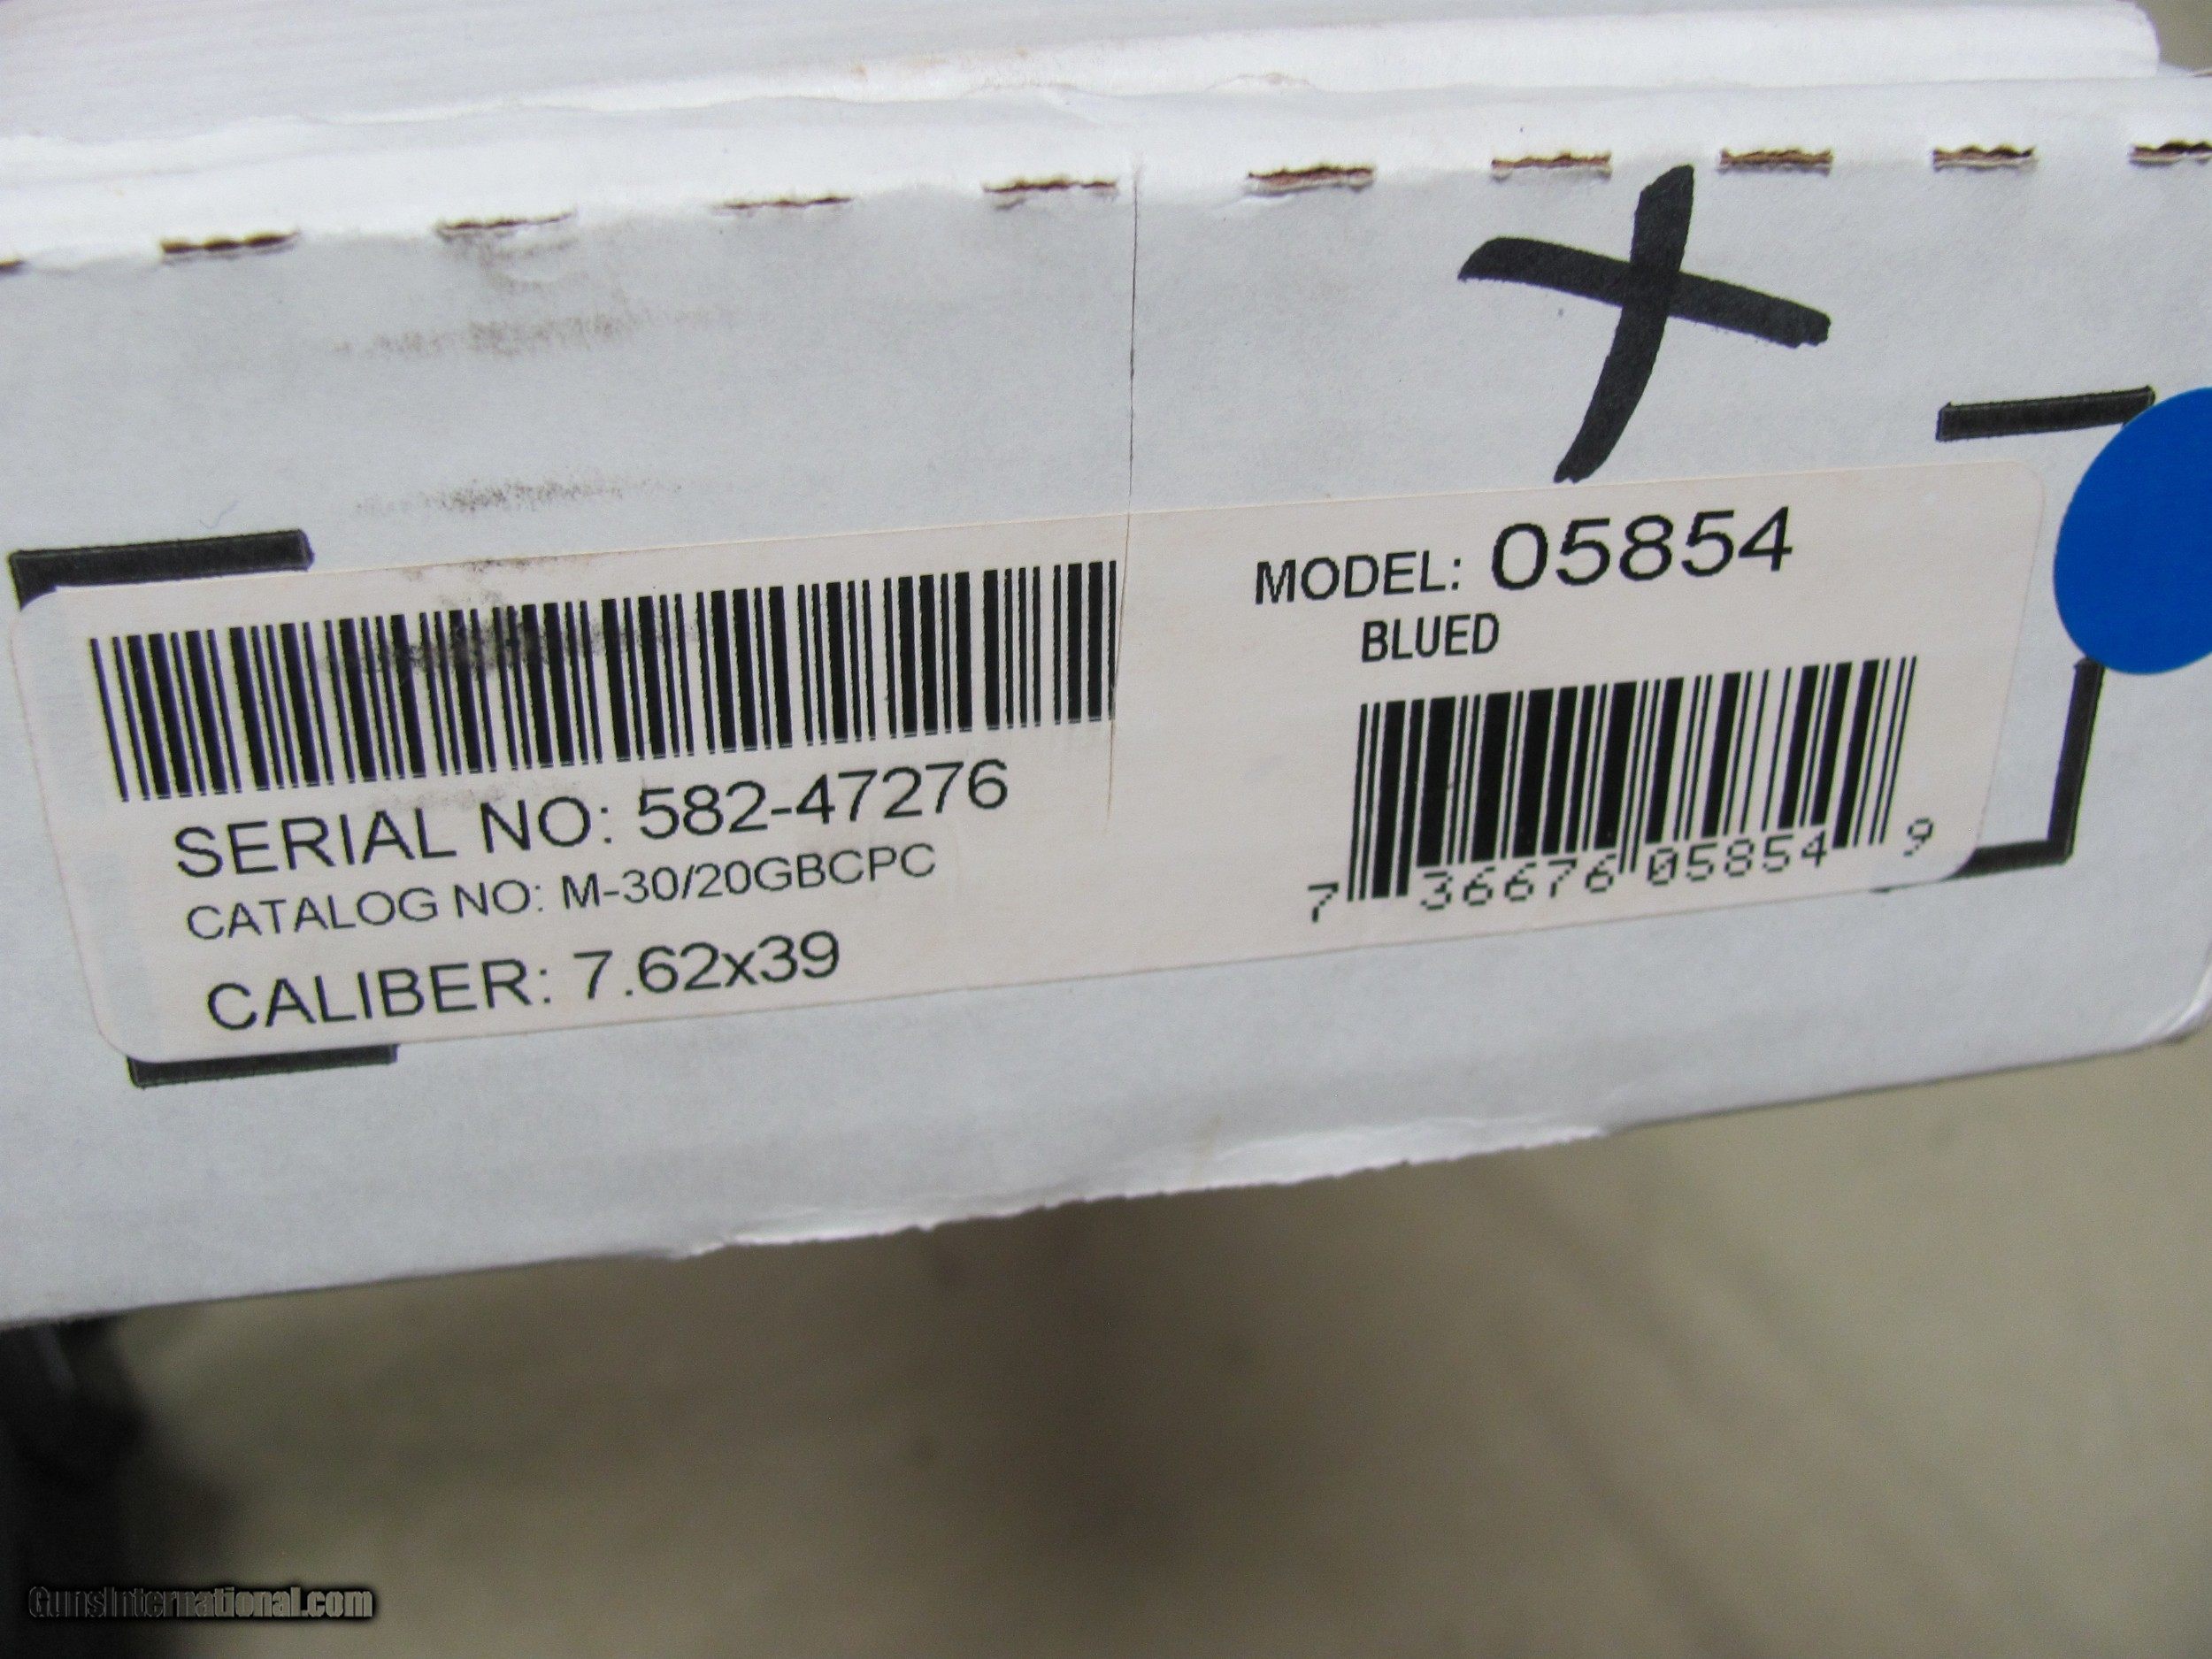 MODEL: 05854
BLUED
SERIAL NO: 582-47276
CATALOG NO: M-30/20GBCPC
CALIBER: 7.62x39
7 36676 05854 9
GunsInternational.com